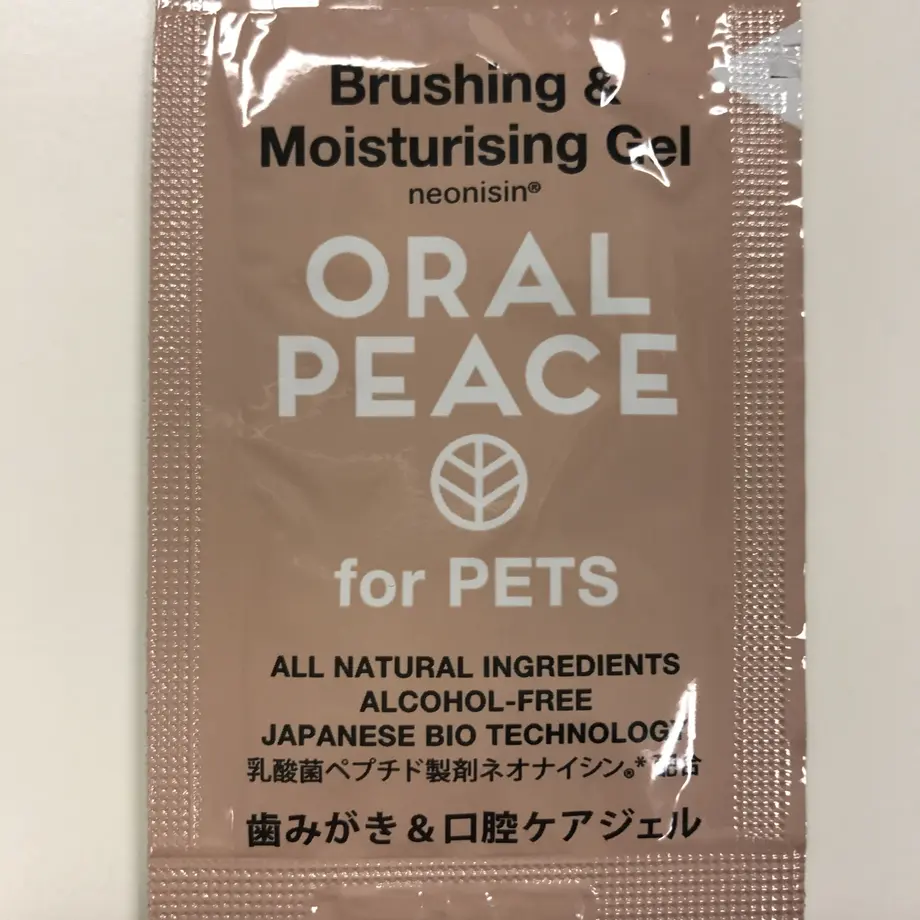 Brushing &
Moisturising Gel
neonisin®
ORAL
PEACE
for PETS
ALL NATURAL INGREDIENTS
ALCOHOL-FREE
JAPANESE BIO TECHNOLOGY
乳酸菌ペプチド製剤ネオナイシン®* 配合
歯みがき & 口腔ケアジェル